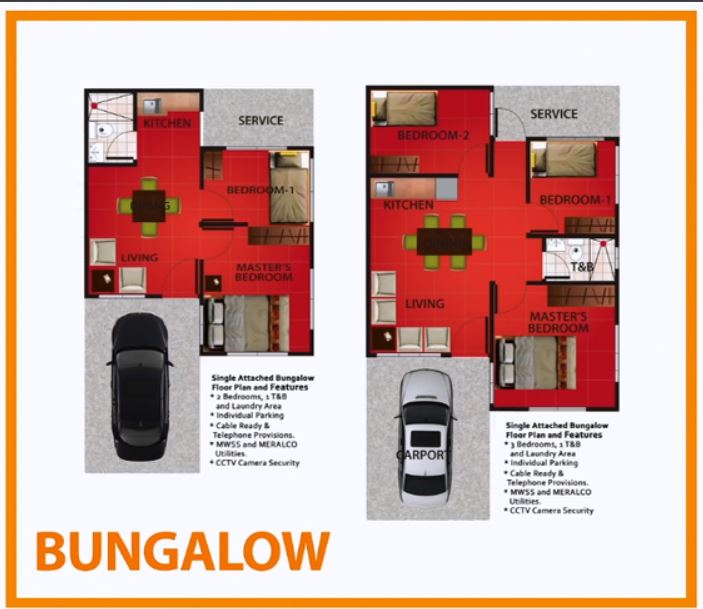 KITCHEN
SERVICE
BEDROOM-1
DINING
LIVING
MASTER'S
BEDROOM
Single Attached Bungalow
Floor Plan and Features
* 2 Bedrooms, 1 T&B
and Laundry Area
* Individual Parking
* Cable Ready &
Telephone Provisions.
* MWSS and MERALCO
Utilities.
* CCTV Camera Security
SERVICE
BEDROOM-2
KITCHEN
BEDROOM-1
DINING
T&B
LIVING
MASTER'S
BEDROOM
CARPORT
Single Attached Bungalow
Floor Plan and Features
* 3 Bedrooms, 1 T&B
and Laundry Area
* Individual Parking
* Cable Ready &
Telephone Provisions.
* MWSS and MERALCO
Utilities.
* CCTV Camera Security
BUNGALOW